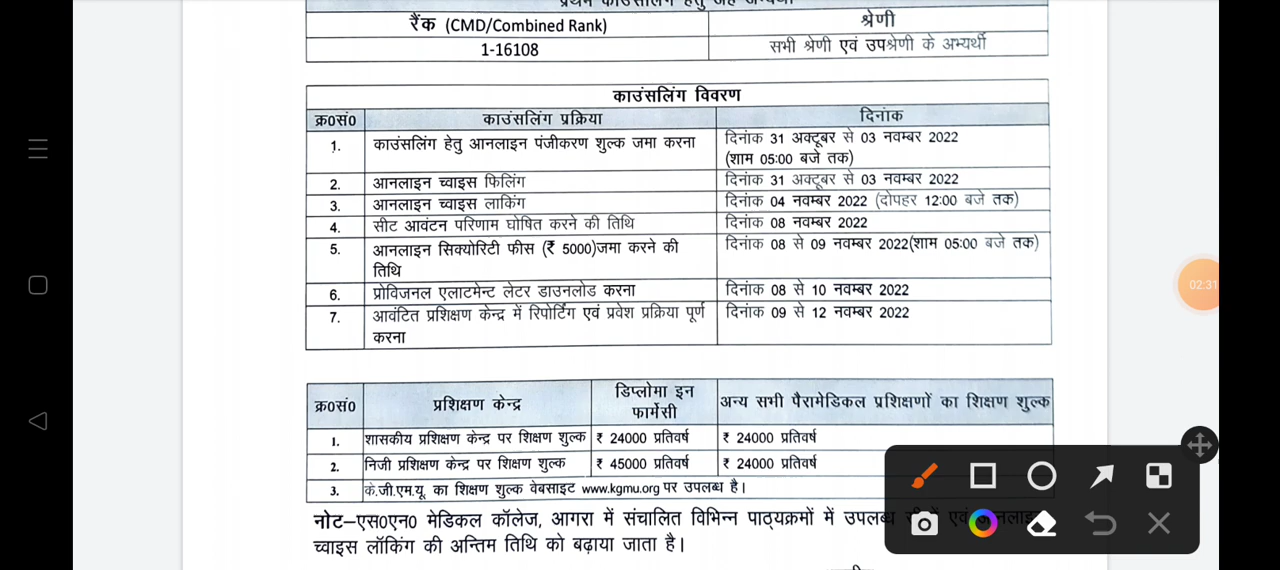 प्रथम काउंसलिंग हेतु अर्ह अभ्यर्थी
रैंक (CMD/Combined Rank) श्रेणी
1-16108 सभी श्रेणी एवं उपश्रेणी के अभ्यर्थी
काउंसलिंग विवरण
क्र0सं0 काउंसलिंग प्रक्रिया दिनांक
1. काउंसलिंग हेतु आनलाइन पंजीकरण शुल्क जमा करना दिनांक 31 अक्टूबर से 03 नवम्बर 2022
(शाम 05:00 बजे तक)
2. आनलाइन च्वाइस फिलिंग दिनांक 31 अक्टूबर से 03 नवम्बर 2022
3. आनलाइन च्वाइस लाकिंग दिनांक 04 नवम्बर 2022 (दोपहर 12:00 बजे तक)
4. सीट आवंटन परिणाम घोषित करने की तिथि दिनांक 08 नवम्बर 2022
5. आनलाइन सिक्योरिटी फीस (₹ 5000)जमा करने की दिनांक 08 से 09 नवम्बर 2022(शाम 05:00 बजे तक)
तिथि
6. प्रोविजनल एलाटमेन्ट लेटर डाउनलोड करना दिनांक 08 से 10 नवम्बर 2022
7. आवंटित प्रशिक्षण केन्द्र में रिपोर्टिंग एवं प्रवेश प्रक्रिया पूर्ण दिनांक 09 से 12 नवम्बर 2022
करना
क्र0सं0 प्रशिक्षण केन्द्र डिप्लोमा इन फार्मेसी अन्य सभी पैरामेडिकल प्रशिक्षणों का शिक्षण शुल्क
1. शासकीय प्रशिक्षण केन्द्र पर शिक्षण शुल्क ₹ 24000 प्रतिवर्ष ₹ 24000 प्रतिवर्ष
2. निजी प्रशिक्षण केन्द्र पर शिक्षण शुल्क ₹ 45000 प्रतिवर्ष ₹ 24000 प्रतिवर्ष
3. के.जी.एम.यू. का शिक्षण शुल्क वेबसाइट www.kgmu.org पर उपलब्ध है।
नोट–एस0एन0 मेडिकल कॉलेज, आगरा में संचालित विभिन्न पाठ्यक्रमों में उपलब्ध एवं
च्वाइस लॉकिंग की अन्तिम तिथि को बढ़ाया जाता है।
02:31